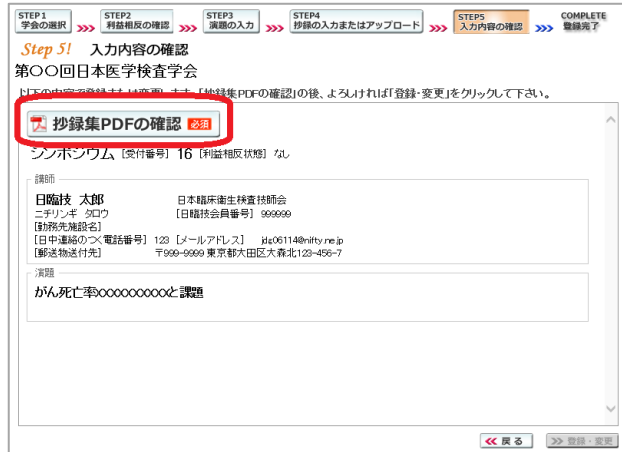 STEP1 学会の選択 >>> STEP2 利益相反の確認 >>> STEP3 演題の入力 >>> STEP4 抄録の入力またはアップロード >>> STEP5 入力内容の確認 >>> COMPLETE 登録完了
Step 5! 入力内容の確認
第〇〇回日本医学検査学会
以下の内容で登録または変更します。「抄録集PDFの確認」の後、よろしければ「登録・変更」をクリックして下さい。
抄録集PDFの確認 必須
シンポジウム [受付番号] 16 [利益相反状態] なし
講師
日臨技 太郎 日本臨床衛生検査技師会
ニチリンギ タロウ [日臨技会員番号] 999999
[勤務先施設名]
[日中連絡のつく電話番号] 123 [メールアドレス] jdg06114@nifty.ne.jp
[郵送物送付先] 〒999-9999 東京都大田区大森北123-456-7
演題
がん死亡率xxxxxxxxxxと課題
<< 戻る >> 登録・変更